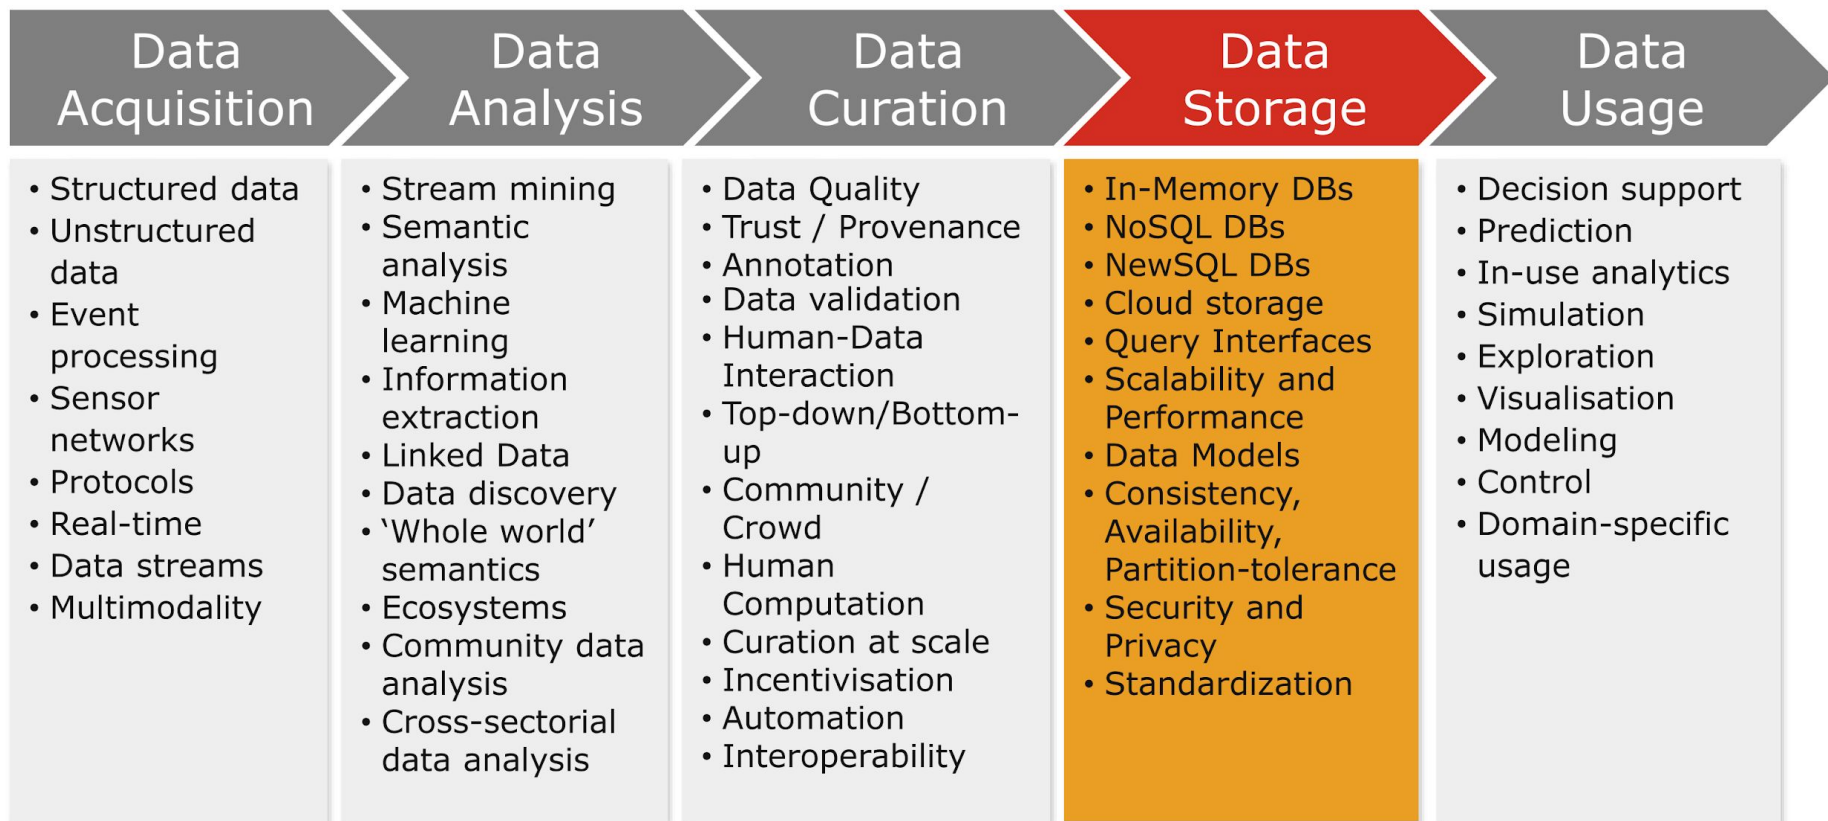 Data
Acquisition
Data
Analysis
Data
Curation
Data
Storage
Data
Usage
• Structured data
• Unstructured
data
• Event
processing
• Sensor
networks
• Protocols
• Real-time
• Data streams
• Multimodality
• Stream mining
• Semantic
analysis
• Machine
learning
• Information
extraction
• Linked Data
• Data discovery
• ‘Whole world’
semantics
• Ecosystems
• Community data
analysis
• Cross-sectorial
data analysis
• Data Quality
• Trust / Provenance
• Annotation
• Data validation
• Human-Data
Interaction
• Top-down/Bottom-
up
• Community /
Crowd
• Human
Computation
• Curation at scale
• Incentivisation
• Automation
• Interoperability
• In-Memory DBs
• NoSQL DBs
• NewSQL DBs
• Cloud storage
• Query Interfaces
• Scalability and
Performance
• Data Models
• Consistency,
Availability,
Partition-tolerance
• Security and
Privacy
• Standardization
• Decision support
• Prediction
• In-use analytics
• Simulation
• Exploration
• Visualisation
• Modeling
• Control
• Domain-specific
usage